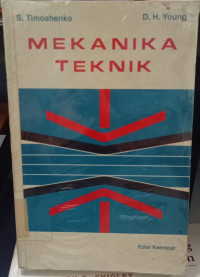 S. Timoshenko D. H. Young
MEKANIKA
TEKNIK
Edisi Keempat